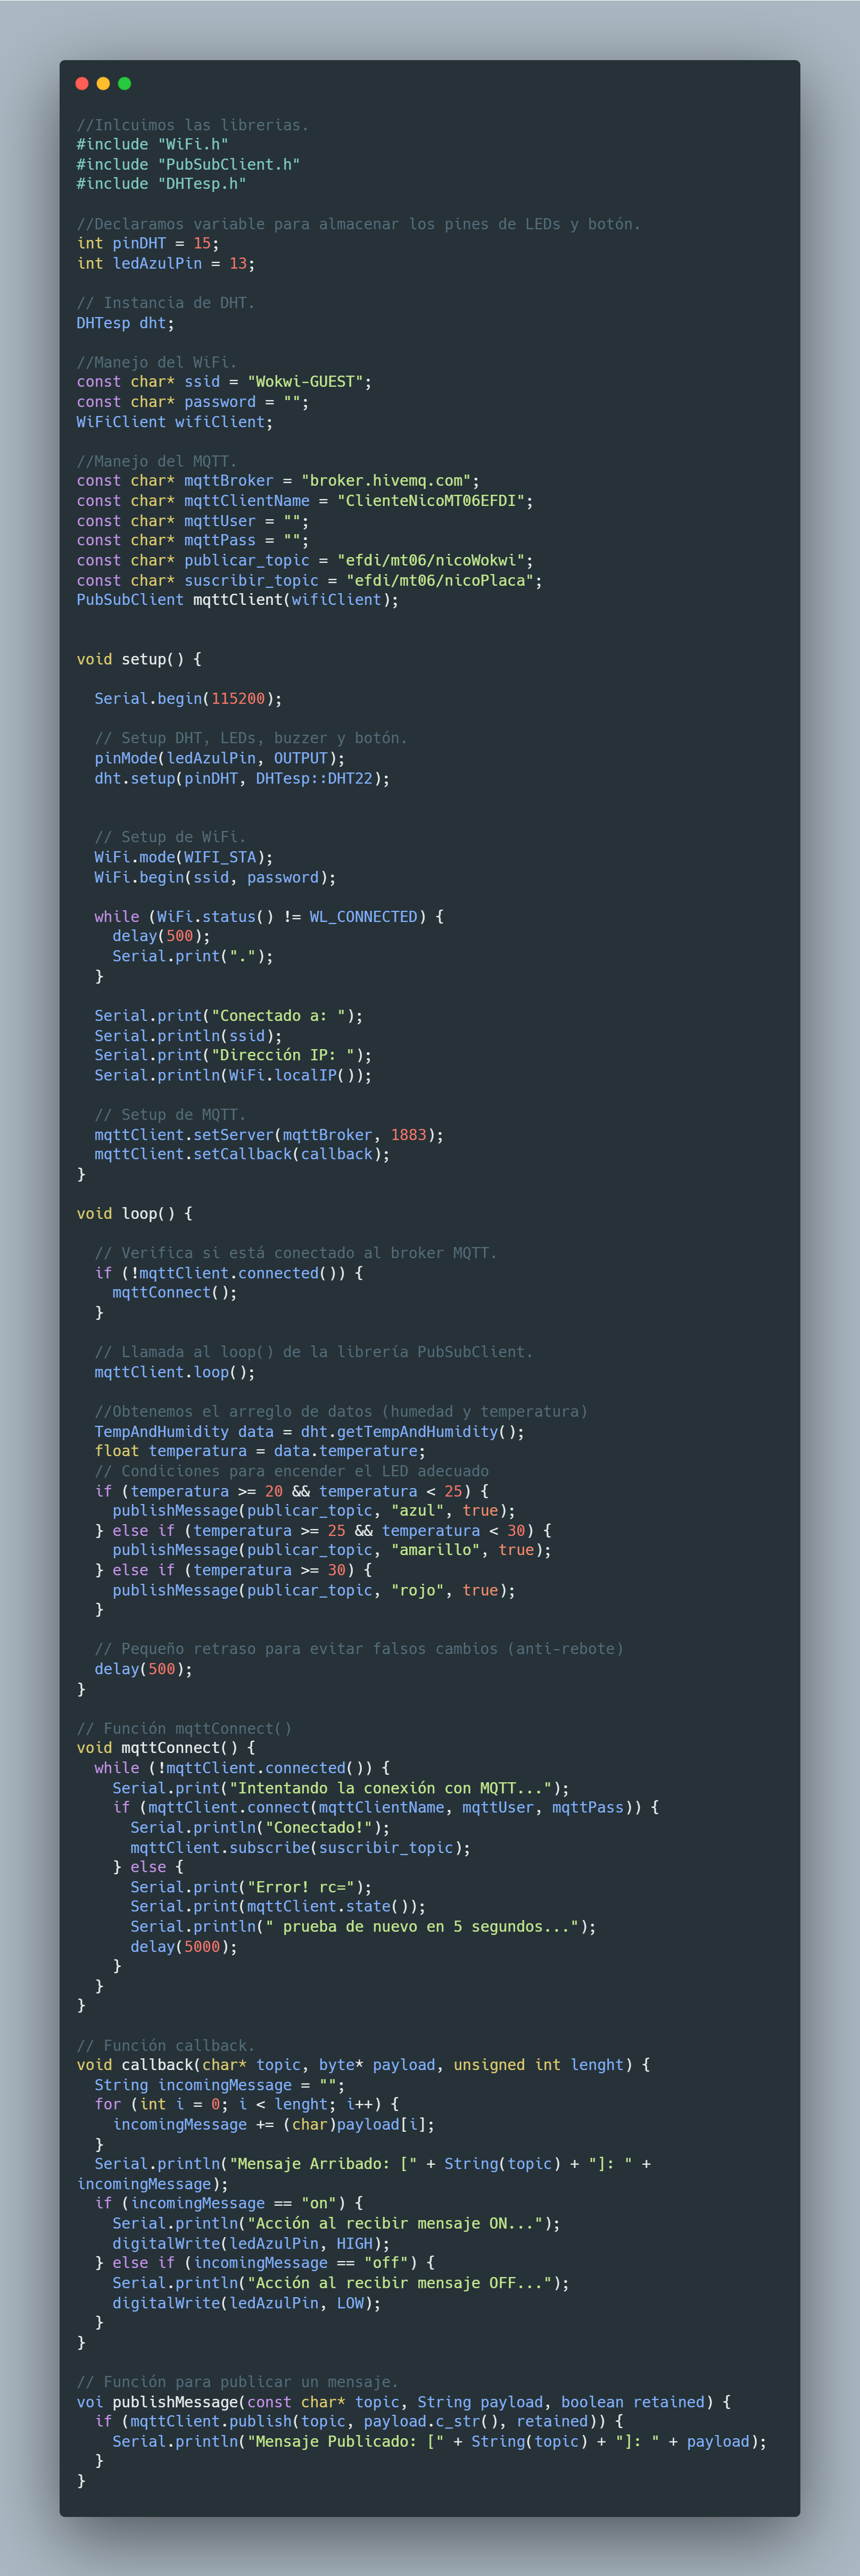 //Inlcuimos las librerias.
#include "WiFi.h"
#include "PubSubClient.h"
#include "DHTesp.h"
//Declaramos variable para almacenar los pines de LEDs y botón.
int pinDHT = 15;
int ledAzulPin = 13;
// Instancia de DHT.
DHTesp dht;
//Manejo del WiFi.
const char* ssid = "Wokwi-GUEST";
const char* password = "";
WiFiClient wifiClient;
//Manejo del MQTT.
const char* mqttBroker = "broker.hivemq.com";
const char* mqttClientName = "ClienteNicoMT06EFDI";
const char* mqttUser = "";
const char* mqttPass = "";
const char* publicar_topic = "efdi/mt06/nicoWokwi";
const char* suscribir_topic = "efdi/mt06/nicoPlaca";
PubSubClient mqttClient(wifiClient);
void setup() {
  Serial.begin(115200);
  // Setup DHT, LEDs, buzzer y botón.
  pinMode(ledAzulPin, OUTPUT);
  dht.setup(pinDHT, DHTesp::DHT22);
  // Setup de WiFi.
  WiFi.mode(WIFI_STA);
  WiFi.begin(ssid, password);
  while (WiFi.status() != WL_CONNECTED) {
    delay(500);
    Serial.print(".");
  }
  Serial.print("Conectado a: ");
  Serial.println(ssid);
  Serial.print("Dirección IP: ");
  Serial.println(WiFi.localIP());
  // Setup de MQTT.
  mqttClient.setServer(mqttBroker, 1883);
  mqttClient.setCallback(callback);
}
void loop() {
  // Verifica si está conectado al broker MQTT.
  if (!mqttClient.connected()) {
    mqttConnect();
  }
  // Llamada al loop() de la librería PubSubClient.
  mqttClient.loop();
  //Obtenemos el arreglo de datos (humedad y temperatura)
  TempAndHumidity data = dht.getTempAndHumidity();
  float temperatura = data.temperature;
  // Condiciones para encender el LED adecuado
  if (temperatura >= 20 && temperatura < 25) {
    publishMessage(publicar_topic, "azul", true);
  } else if (temperatura >= 25 && temperatura < 30) {
    publishMessage(publicar_topic, "amarillo", true);
  } else if (temperatura >= 30) {
    publishMessage(publicar_topic, "rojo", true);
  }
  // Pequeño retraso para evitar falsos cambios (anti-rebote)
  delay(500);
}
// Función mqttConnect()
void mqttConnect() {
  while (!mqttClient.connected()) {
    Serial.print("Intentando la conexión con MQTT...");
    if (mqttClient.connect(mqttClientName, mqttUser, mqttPass)) {
      Serial.println("Conectado!");
      mqttClient.subscribe(suscribir_topic);
    } else {
      Serial.print("Error! rc=");
      Serial.print(mqttClient.state());
      Serial.println(" prueba de nuevo en 5 segundos...");
      delay(5000);
    }
  }
}
// Función callback.
void callback(char* topic, byte* payload, unsigned int lenght) {
  String incomingMessage = "";
  for (int i = 0; i < lenght; i++) {
    incomingMessage += (char)payload[i];
  }
  Serial.println("Mensaje Arribado: [" + String(topic) + "]: " +
incomingMessage);
  if (incomingMessage == "on") {
    Serial.println("Acción al recibir mensaje ON...");
    digitalWrite(ledAzulPin, HIGH);
  } else if (incomingMessage == "off") {
    Serial.println("Acción al recibir mensaje OFF...");
    digitalWrite(ledAzulPin, LOW);
  }
}
// Función para publicar un mensaje.
voi publishMessage(const char* topic, String payload, boolean retained) {
  if (mqttClient.publish(topic, payload.c_str(), retained)) {
    Serial.println("Mensaje Publicado: [" + String(topic) + "]: " + payload);
  }
}